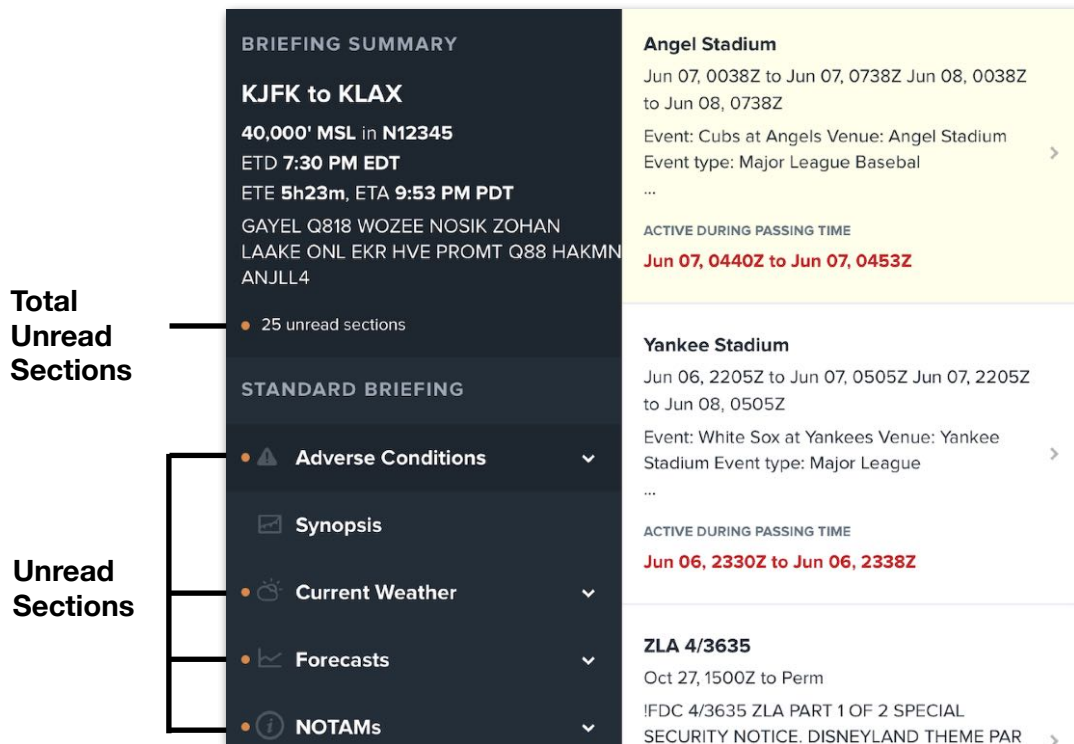 Total
Unread
Sections
Unread
Sections
BRIEFING SUMMARY
KJFK to KLAX
40,000' MSL in N12345
ETD 7:30 PM EDT
ETE 5h23m, ETA 9:53 PM PDT
GAYEL Q818 WOZEE NOSIK ZOHAN
LAAKE ONL EKR HVE PROMT Q88 HAKMN
ANJLL4
25 unread sections
STANDARD BRIEFING
Adverse Conditions
Synopsis
Current Weather
Forecasts
NOTAMs
Angel Stadium
Jun 07, 0038Z to Jun 07, 0738Z Jun 08, 0038Z
to Jun 08, 0738Z
Event: Cubs at Angels Venue: Angel Stadium
Event type: Major League Basebal
...
ACTIVE DURING PASSING TIME
Jun 07, 0440Z to Jun 07, 0453Z
Yankee Stadium
Jun 06, 2205Z to Jun 07, 0505Z Jun 07, 2205Z
to Jun 08, 0505Z
Event: White Sox at Yankees Venue: Yankee
Stadium Event type: Major League
...
ACTIVE DURING PASSING TIME
Jun 06, 2330Z to Jun 06, 2338Z
ZLA 4/3635
Oct 27, 1500Z to Perm
!FDC 4/3635 ZLA PART 1 OF 2 SPECIAL
SECURITY NOTICE. DISNEYLAND THEME PAR